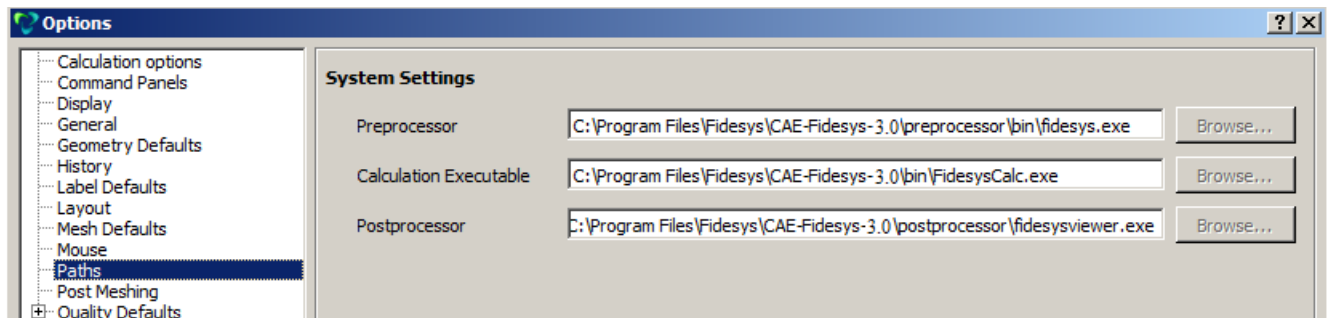 Options
Calculation options
Command Panels
Display
General
Geometry Defaults
History
Label Defaults
Layout
Mesh Defaults
Mouse
Paths
Post Meshing
Quality Defaults
System Settings
Preprocessor C:\Program Files\Fidesys\CAE-Fidesys-3.0\preprocessor\bin\fidesys.exe Browse...
Calculation Executable C:\Program Files\Fidesys\CAE-Fidesys-3.0\bin\FidesysCalc.exe Browse...
Postprocessor C:\Program Files\Fidesys\CAE-Fidesys-3.0\postprocessor\fidesysviewer.exe Browse...